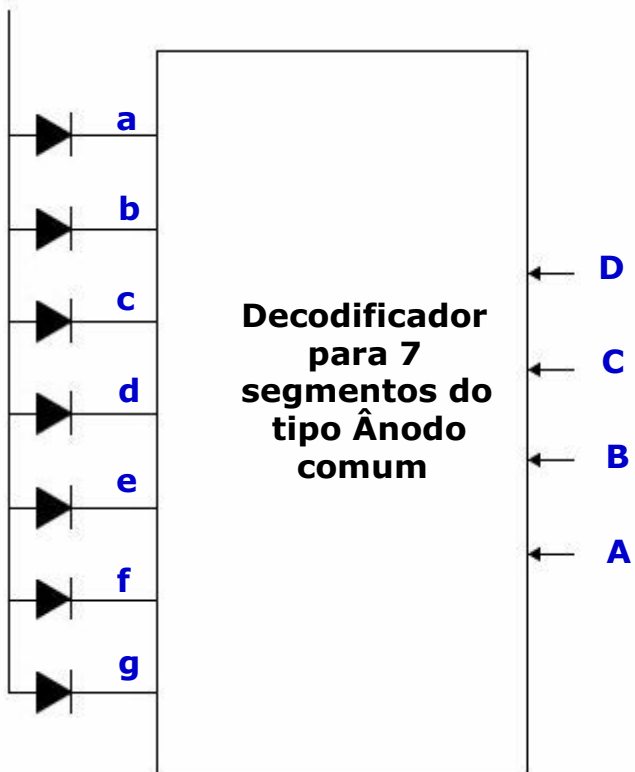 a
b
c
d
e
f
g
Decodificador
para 7
segmentos do
tipo Ânodo
comum
D
C
B
A